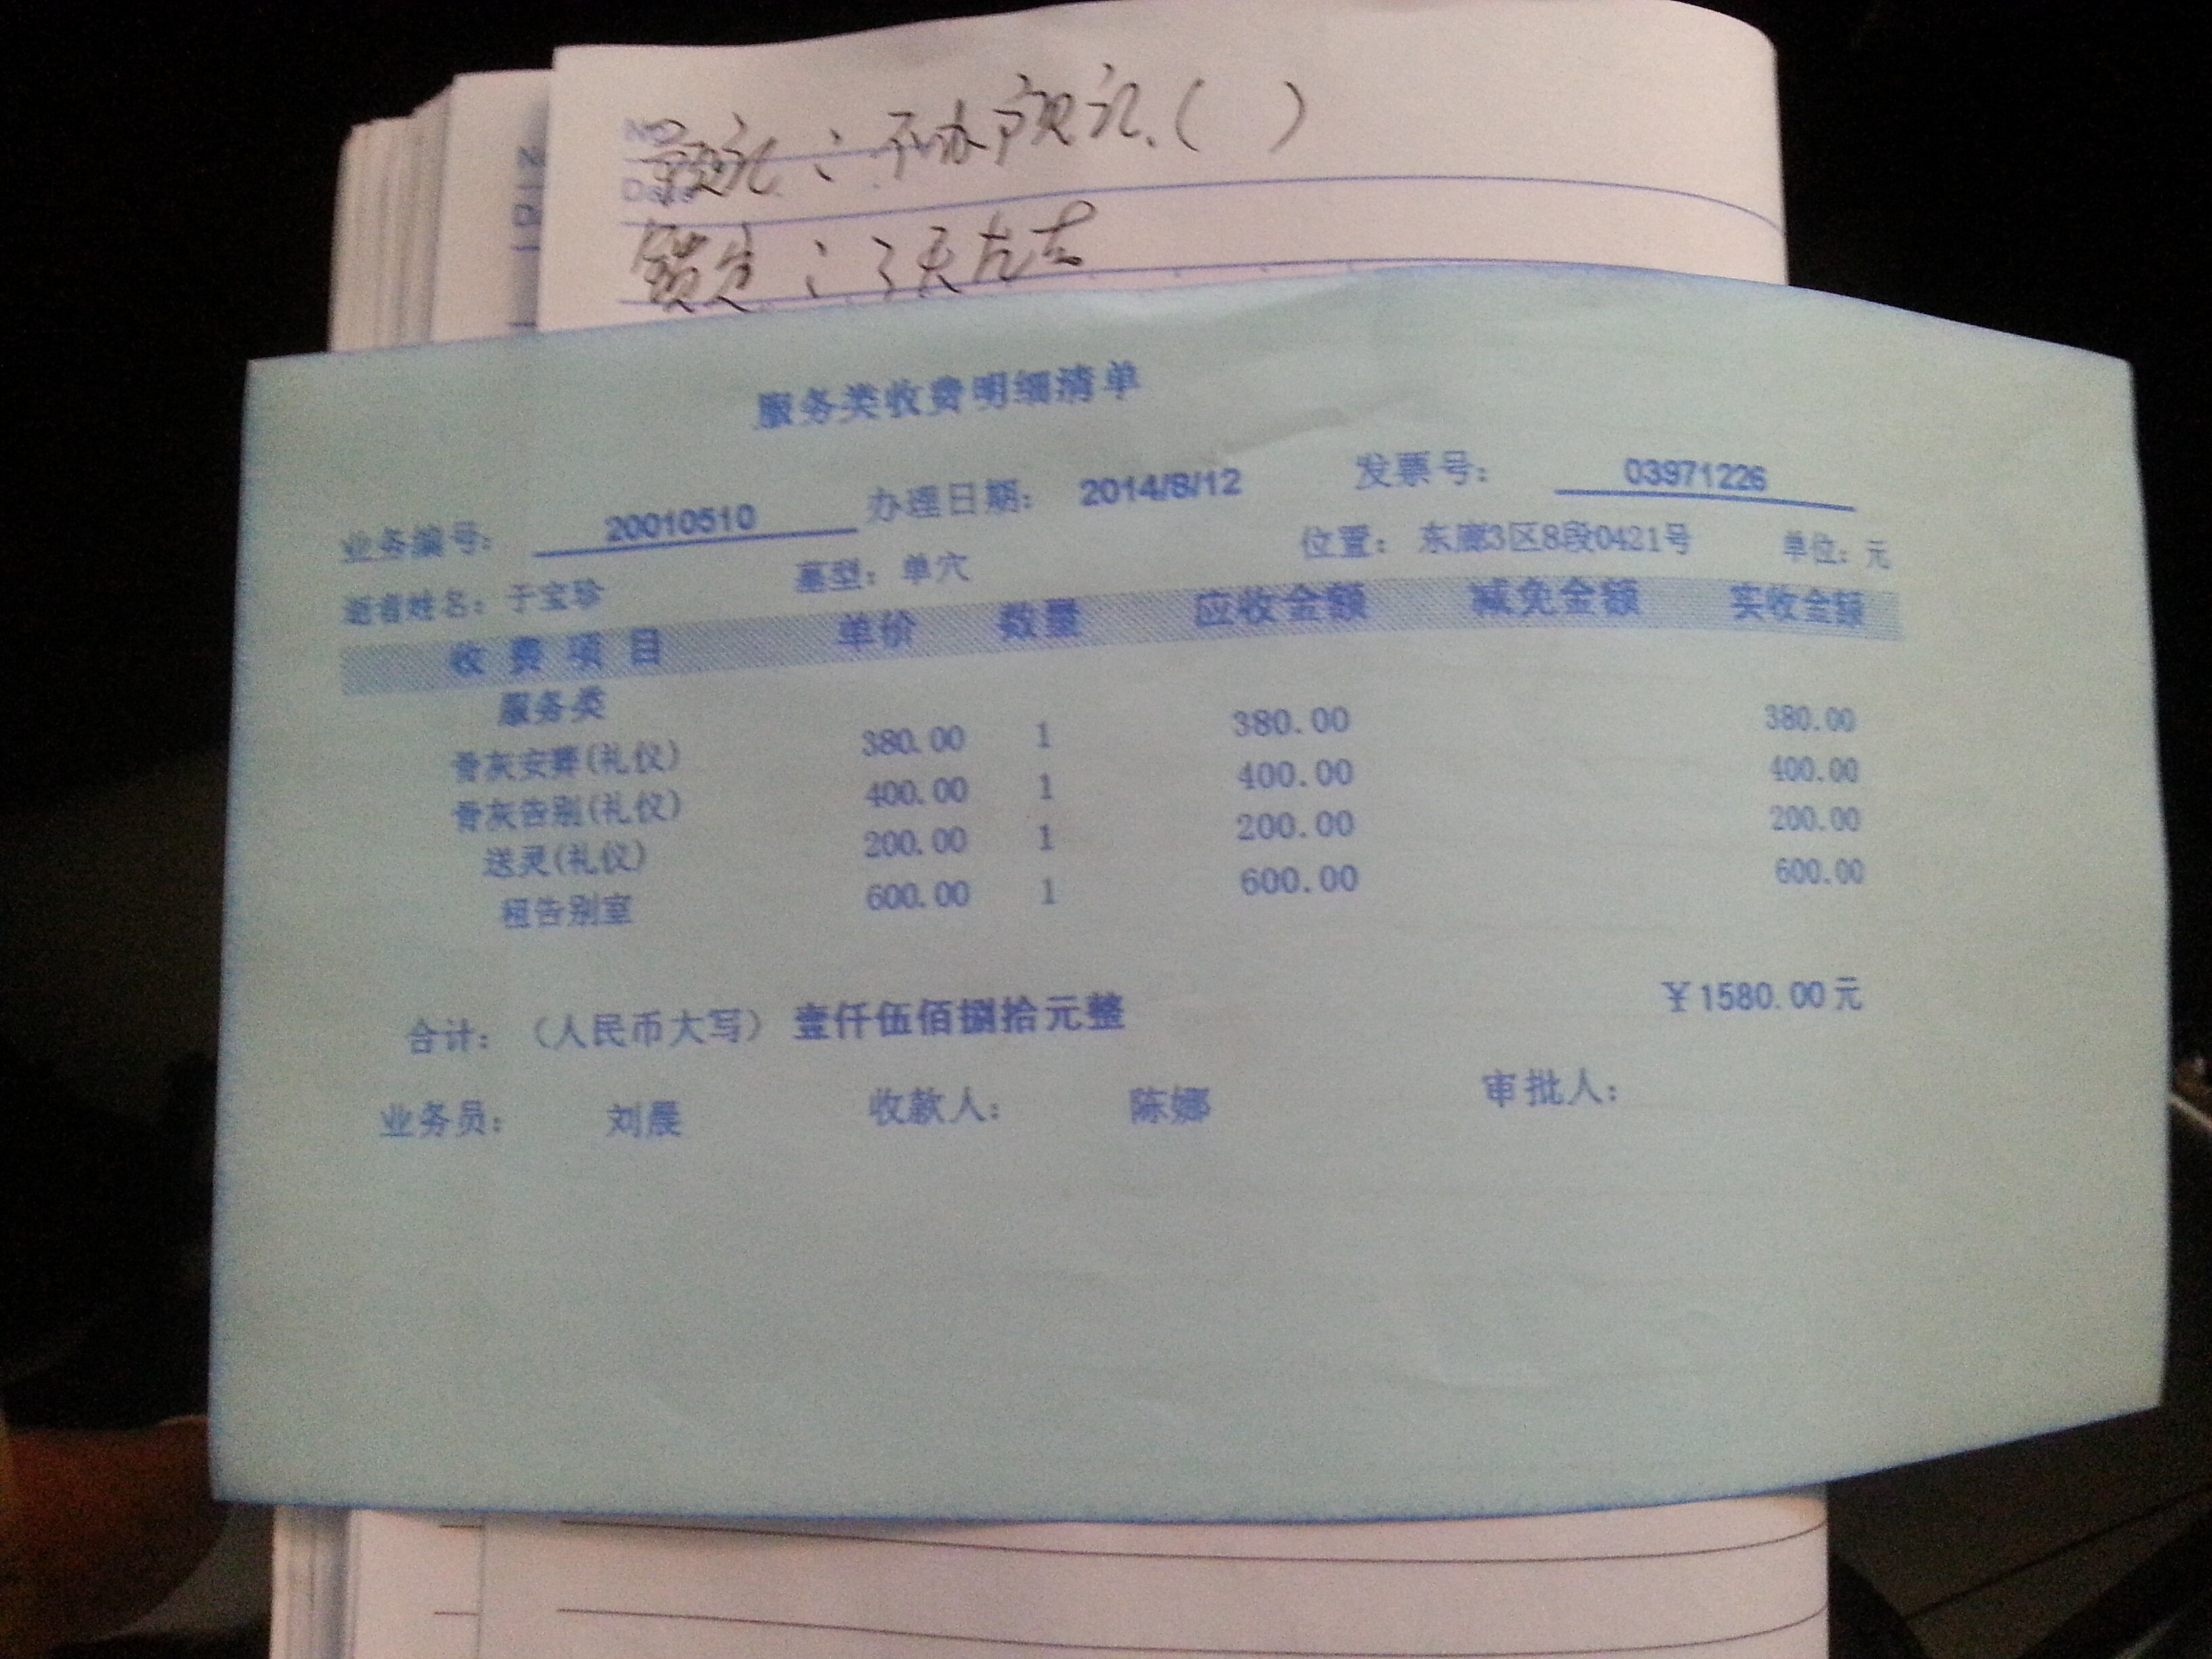 ：不办预记.( )
锁定：3天左右
服务类收费明细清单
业务编号： 20010510 办理日期： 2014/8/12 发票号： 03971226
逝者姓名：于宝珍 墓型：单穴 位置： 东廊3区8段0421号 单位：元
收 费 项 目 单价 数量 应收金额 减免金额 实收金额
服务类
骨灰安葬(礼仪) 380.00 1 380.00 380.00
骨灰告别(礼仪) 400.00 1 400.00 400.00
送灵(礼仪) 200.00 1 200.00 200.00
租告别室 600.00 1 600.00 600.00
合计：（人民币大写）壹仟伍佰捌拾元整 ￥1580.00元
业务员： 刘晨 收款人： 陈娜 审批人：